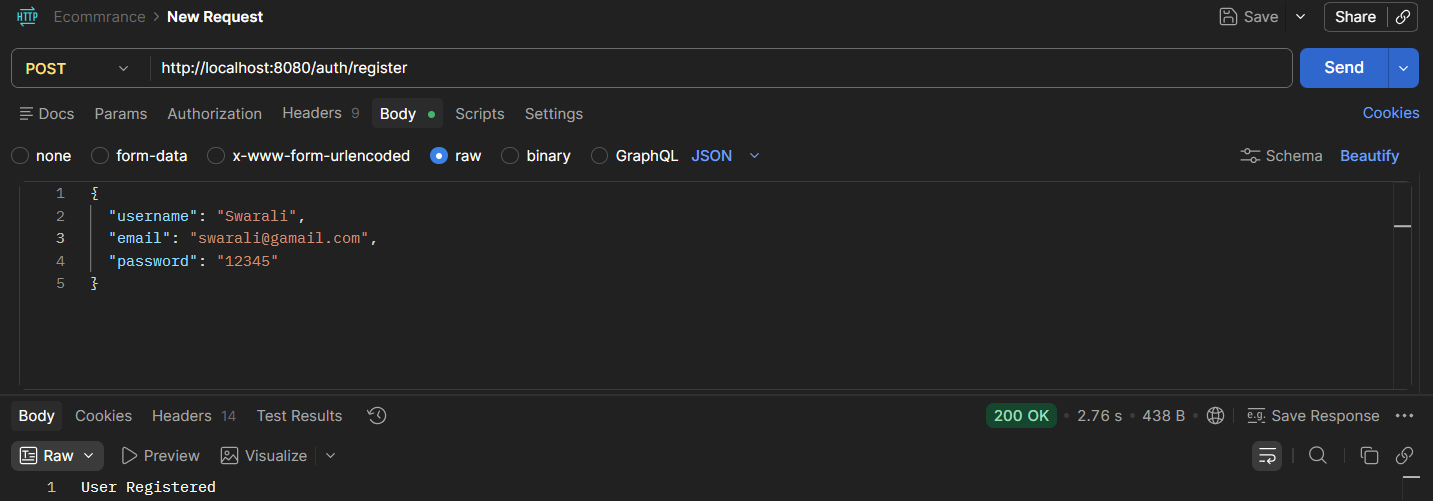 HTTP Ecommrance > New Request Save Share
POST http://localhost:8080/auth/register Send
Docs Params Authorization Headers 9 Body Scripts Settings Cookies
none form-data x-www-form-urlencoded raw binary GraphQL JSON Schema Beautify
1 {
2 "username": "Swarali",
3 "email": "swarali@gamail.com",
4 "password": "12345"
5 }
Body Cookies Headers 14 Test Results 200 OK • 2.76 s • 438 B • e.g. Save Response
Raw Preview Visualize
1 User Registered